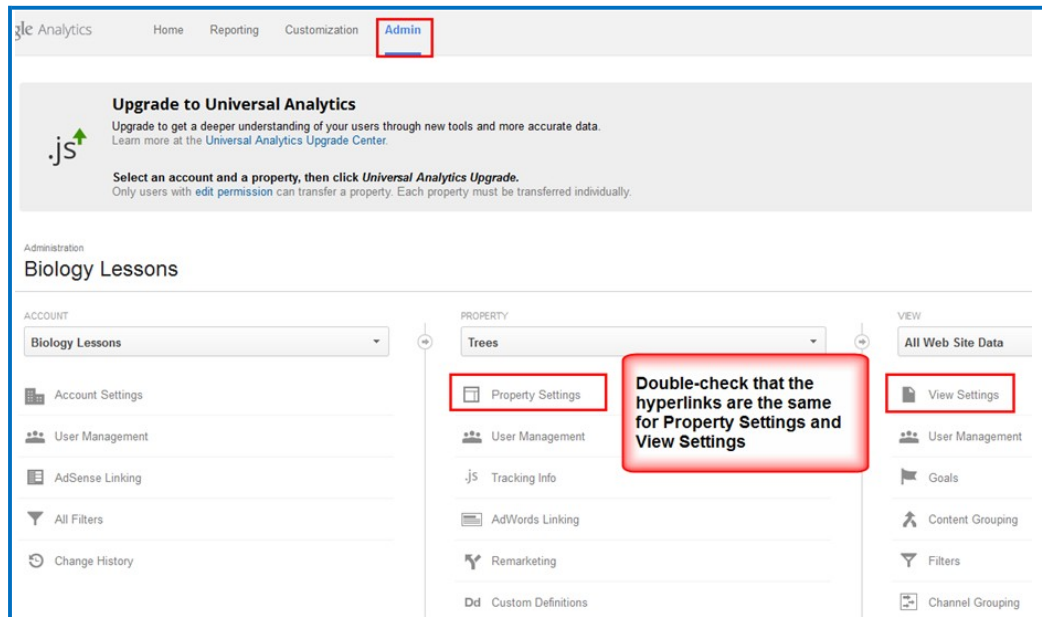 gle Analytics Home Reporting Customization Admin
Upgrade to Universal Analytics
Upgrade to get a deeper understanding of your users through new tools and more accurate data.
Learn more at the Universal Analytics Upgrade Center.
.js
Select an account and a property, then click Universal Analytics Upgrade.
Only users with edit permission can transfer a property. Each property must be transferred individually.
Administration
Biology Lessons
ACCOUNT
Biology Lessons
Account Settings
User Management
AdSense Linking
All Filters
Change History
PROPERTY
Trees
Property Settings
User Management
.js Tracking Info
AdWords Linking
Remarketing
Dd Custom Definitions
Double-check that the
hyperlinks are the same
for Property Settings and
View Settings
VIEW
All Web Site Data
View Settings
User Management
Goals
Content Grouping
Filters
Channel Grouping